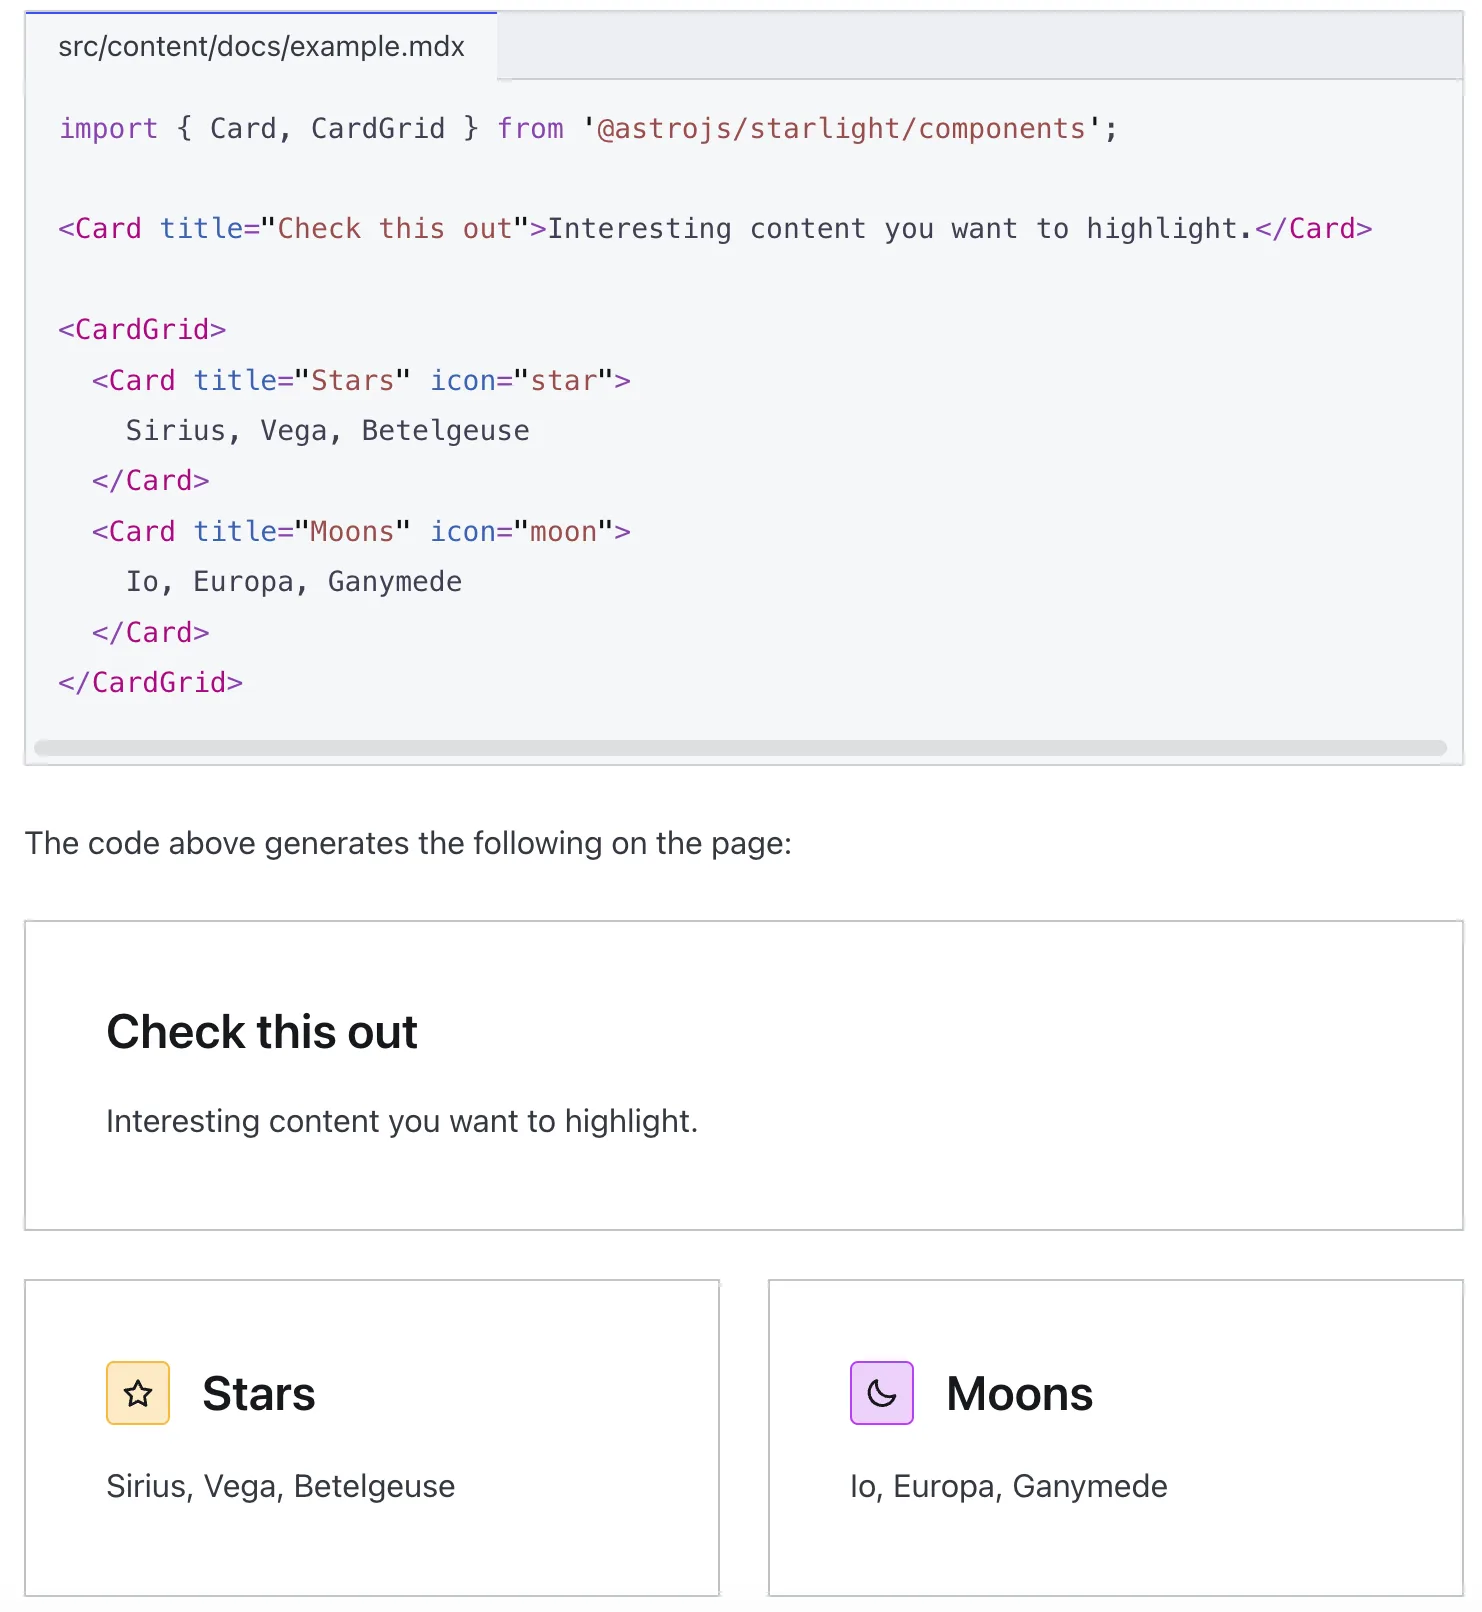 src/content/docs/example.mdx
import { Card, CardGrid } from '@astrojs/starlight/components';
<Card title="Check this out">Interesting content you want to highlight.</Card>
<CardGrid>
  <Card title="Stars" icon="star">
    Sirius, Vega, Betelgeuse
  </Card>
  <Card title="Moons" icon="moon">
    Io, Europa, Ganymede
  </Card>
</CardGrid>
The code above generates the following on the page:
Check this out
Interesting content you want to highlight.
Stars
Sirius, Vega, Betelgeuse
Moons
Io, Europa, Ganymede